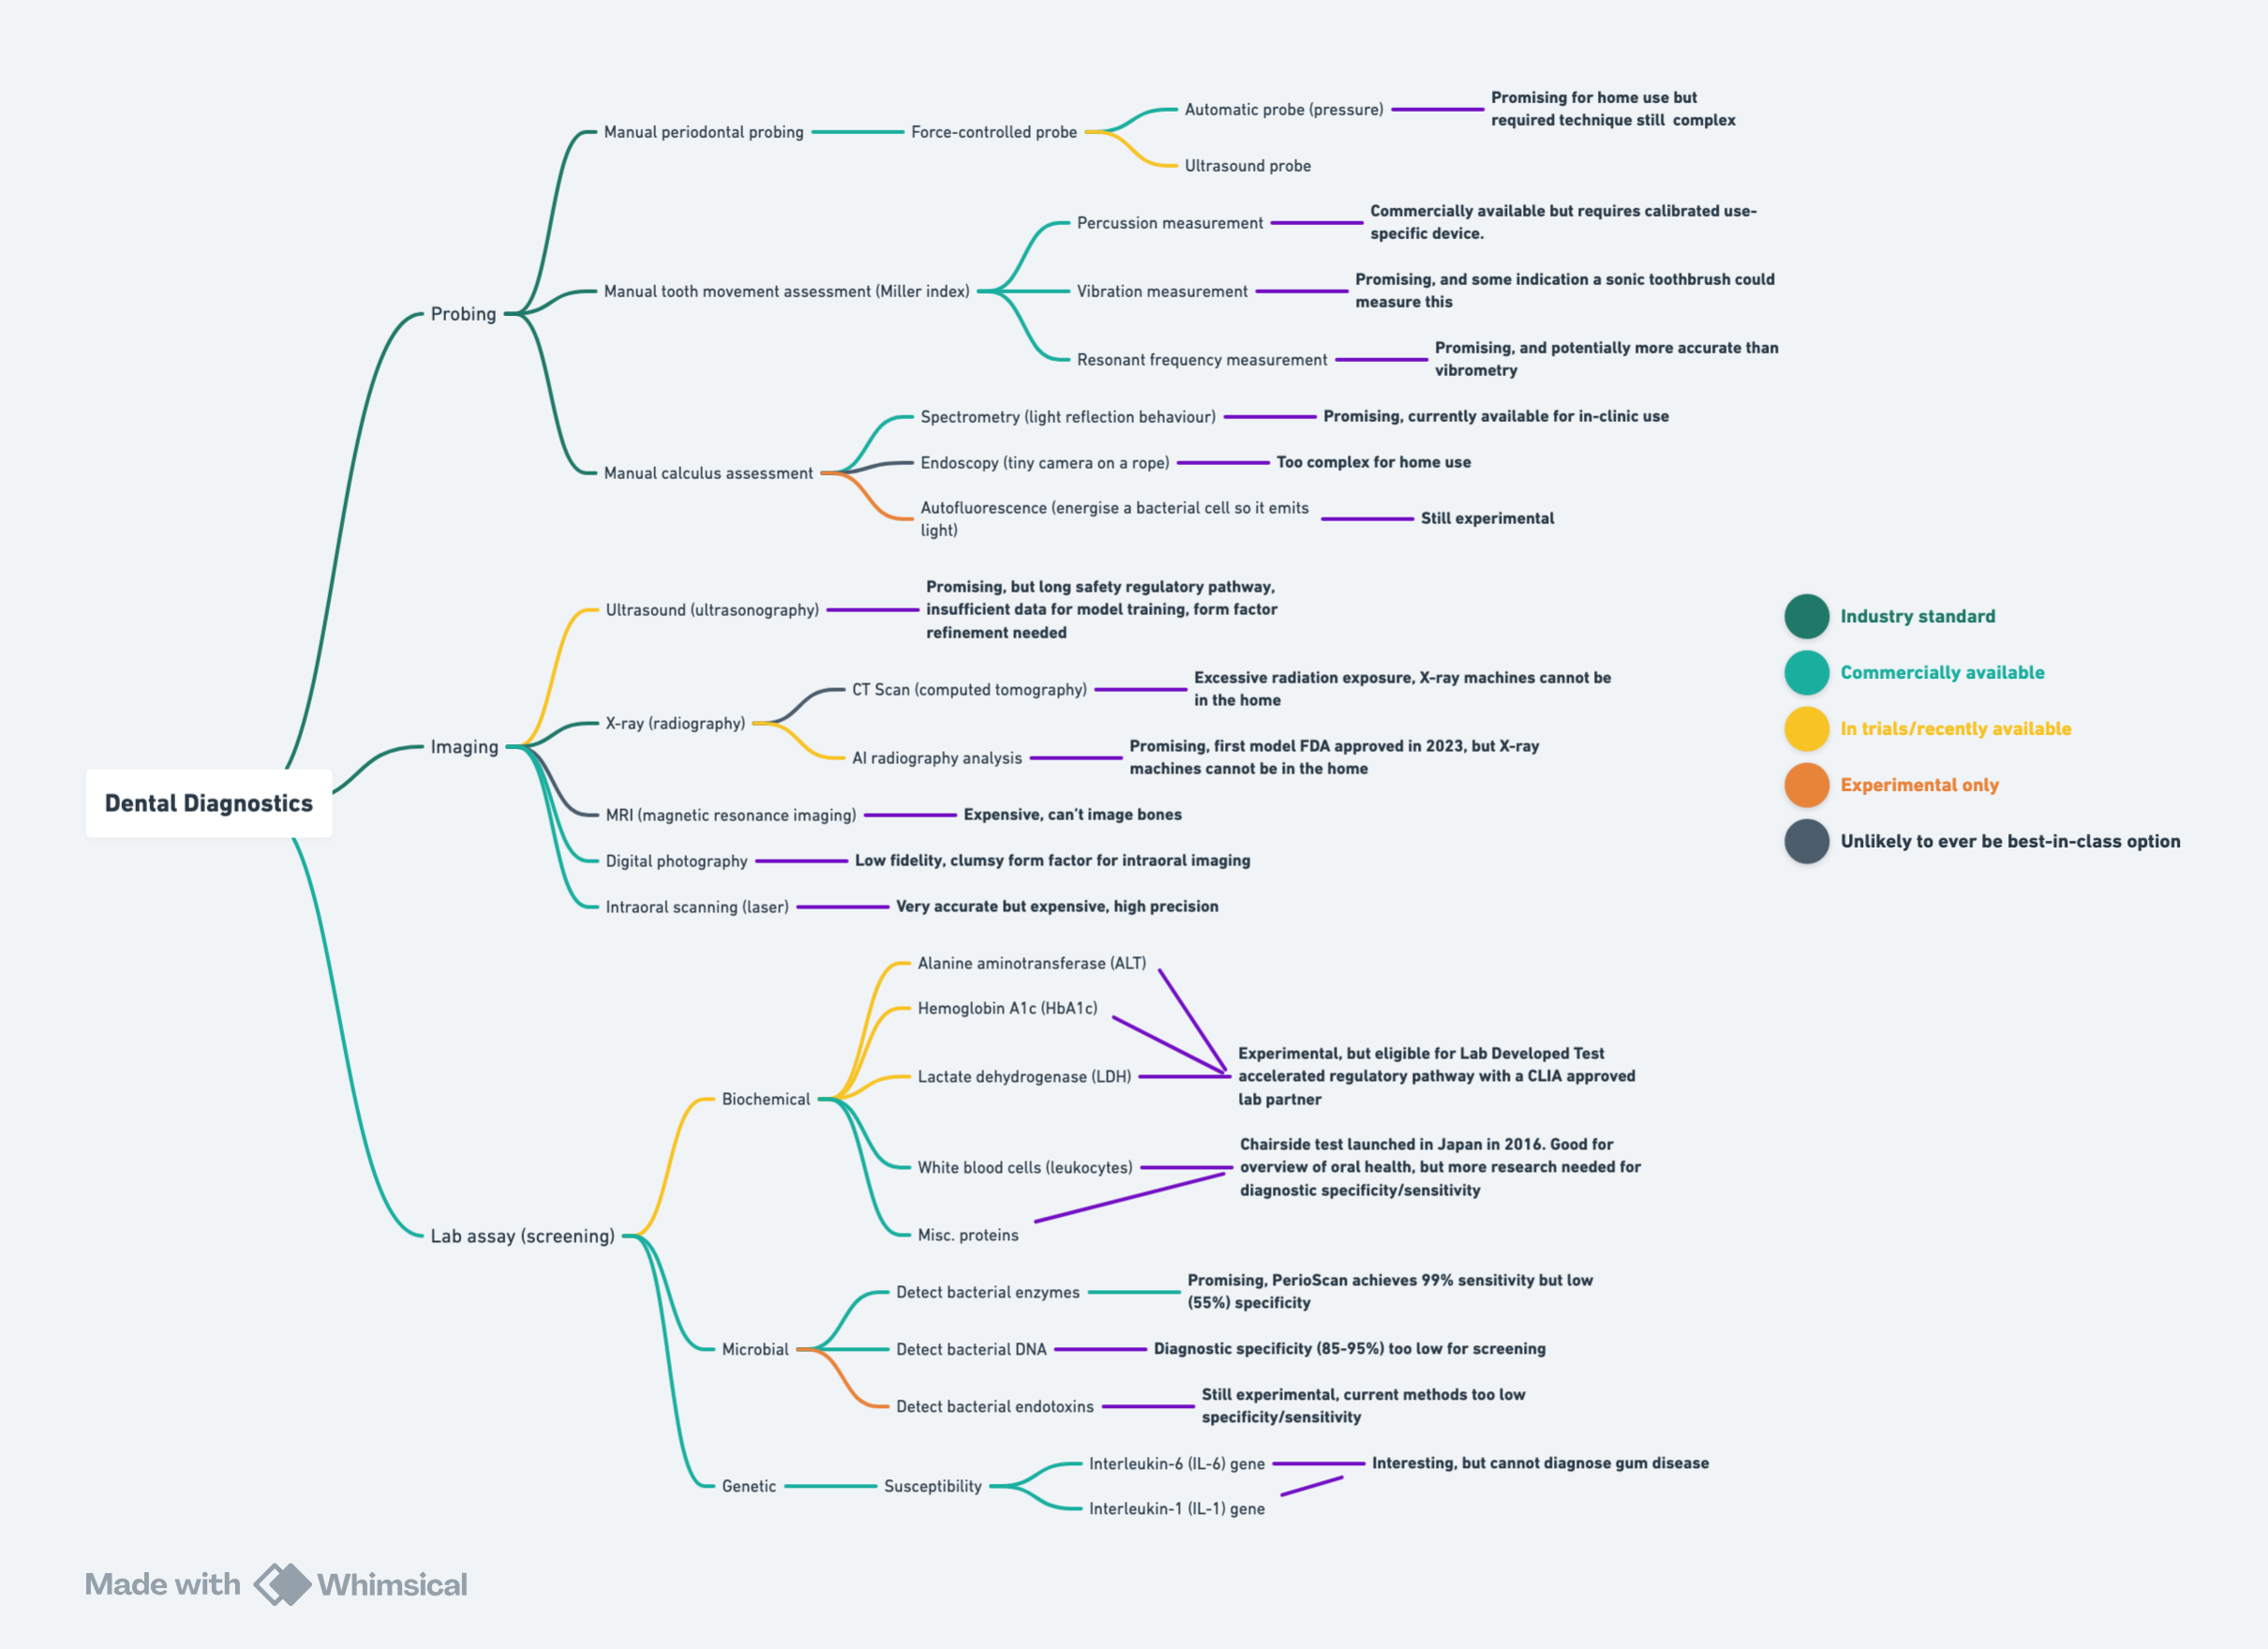 Dental Diagnostics
Probing
Manual periodontal probing
Force-controlled probe
Automatic probe (pressure)
Promising for home use but
required technique still complex
Ultrasound probe
Manual tooth movement assessment (Miller index)
Percussion measurement
Commercially available but requires calibrated use-
specific device.
Vibration measurement
Promising, and some indication a sonic toothbrush could
measure this
Resonant frequency measurement
Promising, and potentially more accurate than
vibrometry
Manual calculus assessment
Spectrometry (light reflection behaviour)
Promising, currently available for in-clinic use
Endoscopy (tiny camera on a rope)
Too complex for home use
Autofluorescence (energise a bacterial cell so it emits
light)
Still experimental
Imaging
Ultrasound (ultrasonography)
Promising, but long safety regulatory pathway,
insufficient data for model training, form factor
refinement needed
X-ray (radiography)
CT Scan (computed tomography)
Excessive radiation exposure, X-ray machines cannot be
in the home
AI radiography analysis
Promising, first model FDA approved in 2023, but X-ray
machines cannot be in the home
MRI (magnetic resonance imaging)
Expensive, can’t image bones
Digital photography
Low fidelity, clumsy form factor for intraoral imaging
Intraoral scanning (laser)
Very accurate but expensive, high precision
Lab assay (screening)
Biochemical
Alanine aminotransferase (ALT)
Hemoglobin A1c (HbA1c)
Lactate dehydrogenase (LDH)
Experimental, but eligible for Lab Developed Test
accelerated regulatory pathway with a CLIA approved
lab partner
White blood cells (leukocytes)
Misc. proteins
Chairside test launched in Japan in 2016. Good for
overview of oral health, but more research needed for
diagnostic specificity/sensitivity
Microbial
Detect bacterial enzymes
Promising, PerioScan achieves 99% sensitivity but low
(55%) specificity
Detect bacterial DNA
Diagnostic specificity (85-95%) too low for screening
Detect bacterial endotoxins
Still experimental, current methods too low
specificity/sensitivity
Genetic
Susceptibility
Interleukin-6 (IL-6) gene
Interleukin-1 (IL-1) gene
Interesting, but cannot diagnose gum disease
Industry standard
Commercially available
In trials/recently available
Experimental only
Unlikely to ever be best-in-class option
Made with Whimsical